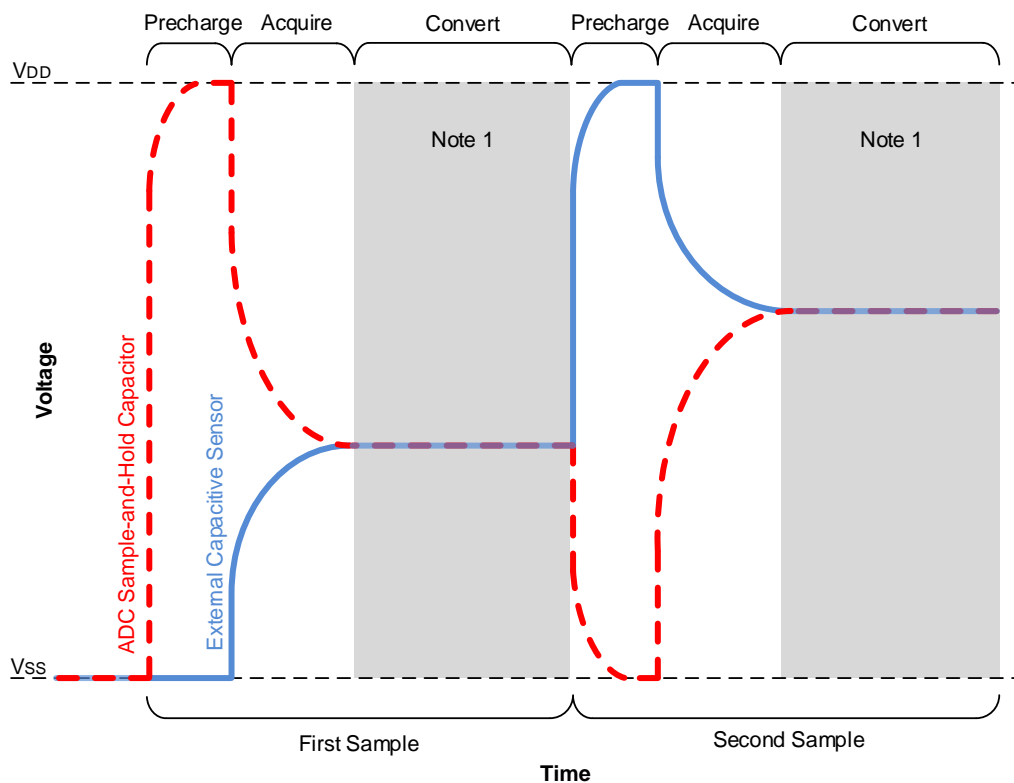 Precharge Acquire Convert Precharge Acquire Convert
VDD
Note 1 Note 1
Voltage
ADC Sample-and-Hold Capacitor
External Capacitive Sensor
VSS
First Sample Second Sample
Time